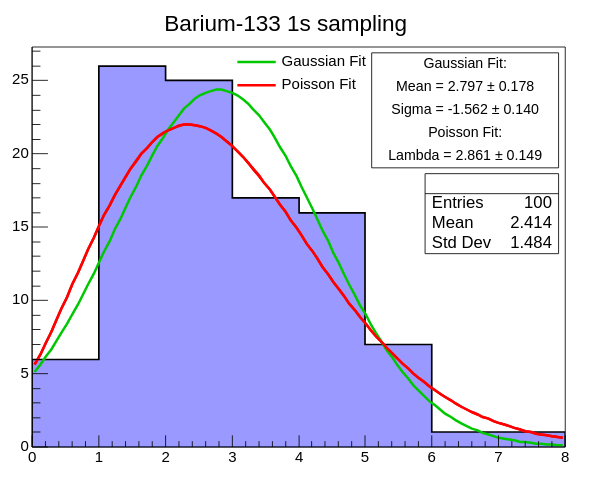 Barium-133 1s sampling
Gaussian Fit
Poisson Fit
Gaussian Fit:
Mean = 2.797 ± 0.178
Sigma = -1.562 ± 0.140
Poisson Fit:
Lambda = 2.861 ± 0.149
Entries 100
Mean 2.414
Std Dev 1.484
25
20
15
10
5
0
0 1 2 3 4 5 6 7 8